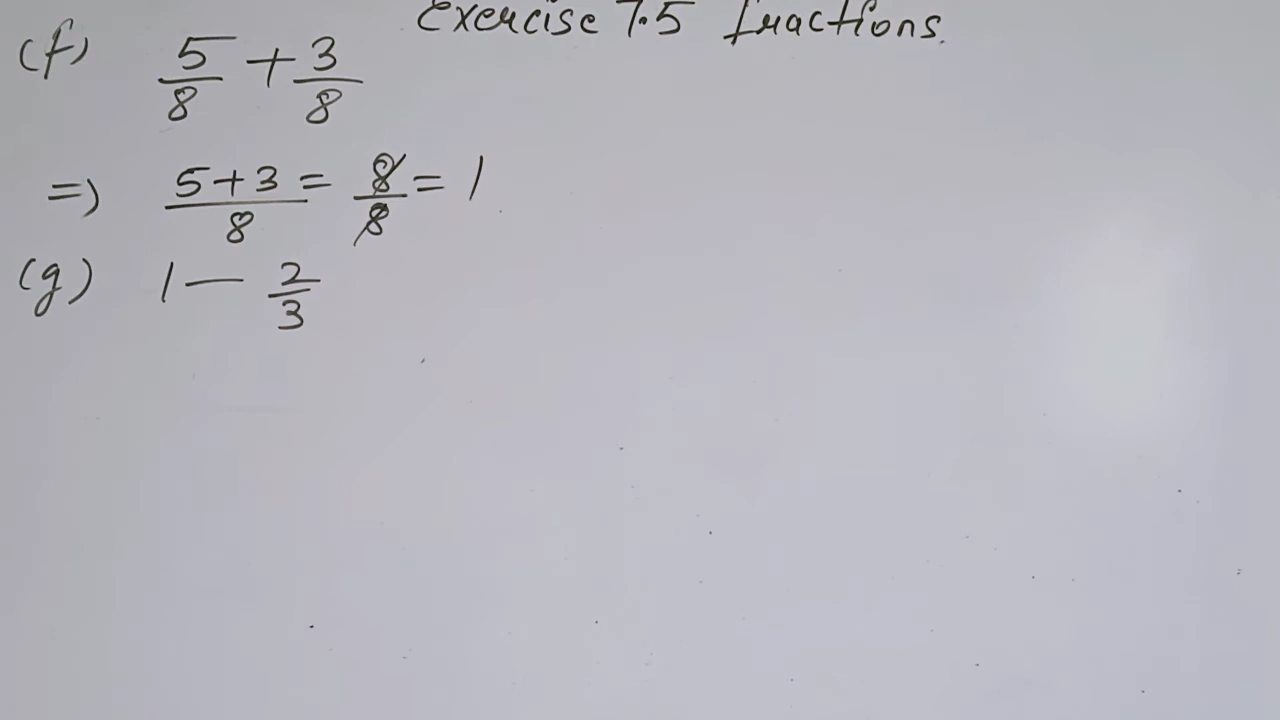 Exercise 7.5 fractions.
(f) 5/8 + 3/8
=> 5+3/8 = 8/8 = 1
(g) 1 — 2/3